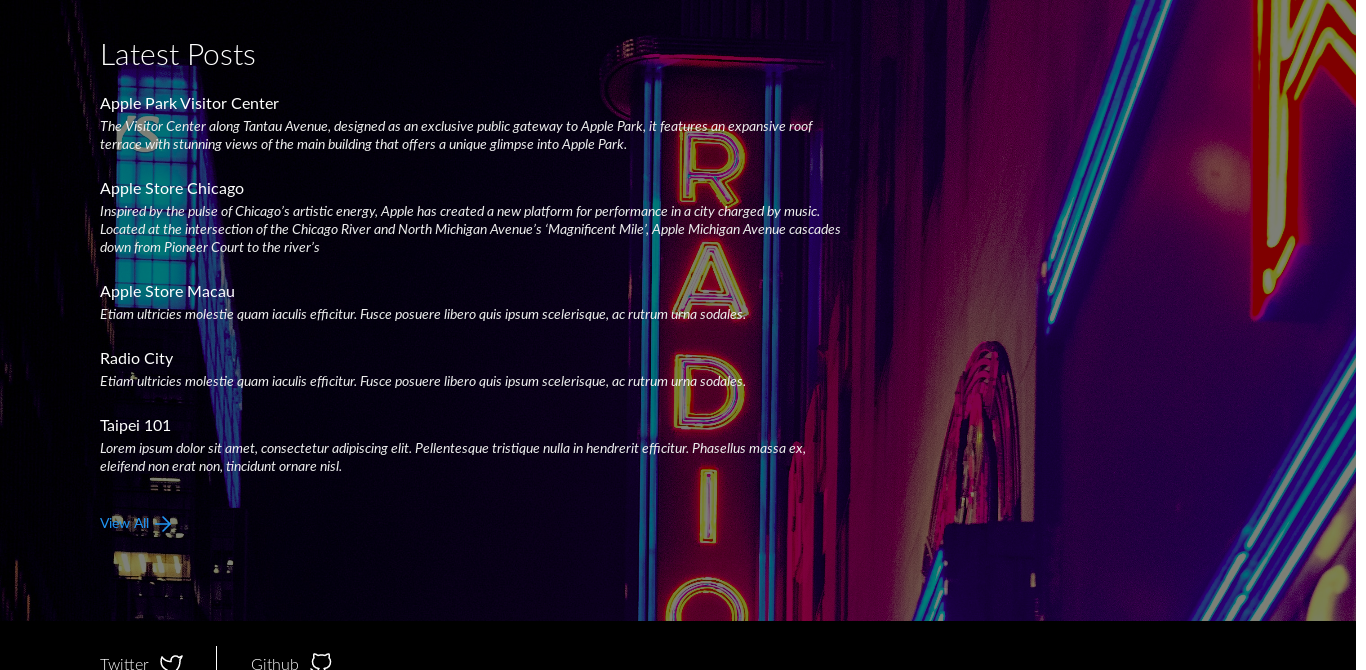 Latest Posts
Apple Park Visitor Center
The Visitor Center along Tantau Avenue, designed as an exclusive public gateway to Apple Park, it features an expansive roof
terrace with stunning views of the main building that offers a unique glimpse into Apple Park.
Apple Store Chicago
Inspired by the pulse of Chicago’s artistic energy, Apple has created a new platform for performance in a city charged by music.
Located at the intersection of the Chicago River and North Michigan Avenue’s ‘Magnificent Mile’, Apple Michigan Avenue cascades
down from Pioneer Court to the river’s
Apple Store Macau
Etiam ultricies molestie quam iaculis efficitur. Fusce posuere libero quis ipsum scelerisque, ac rutrum urna sodales.
Radio City
Etiam ultricies molestie quam iaculis efficitur. Fusce posuere libero quis ipsum scelerisque, ac rutrum urna sodales.
Taipei 101
Lorem ipsum dolor sit amet, consectetur adipiscing elit. Pellentesque tristique nulla in hendrerit efficitur. Phasellus massa ex,
eleifend non erat non, tincidunt ornare nisl.
View All
RADIO
Twitter
Github